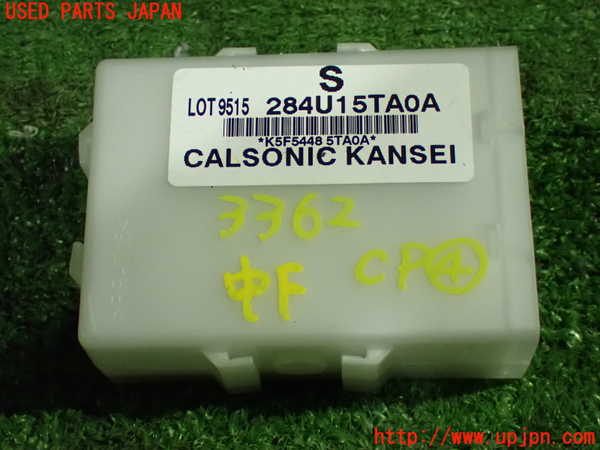 USED PARTS JAPAN
S
LOT 9515 284U15TA0A
*K5F5448 5TA0A*
CALSONIC KANSEI
3362
中F CP④
http://www.upjpn.com